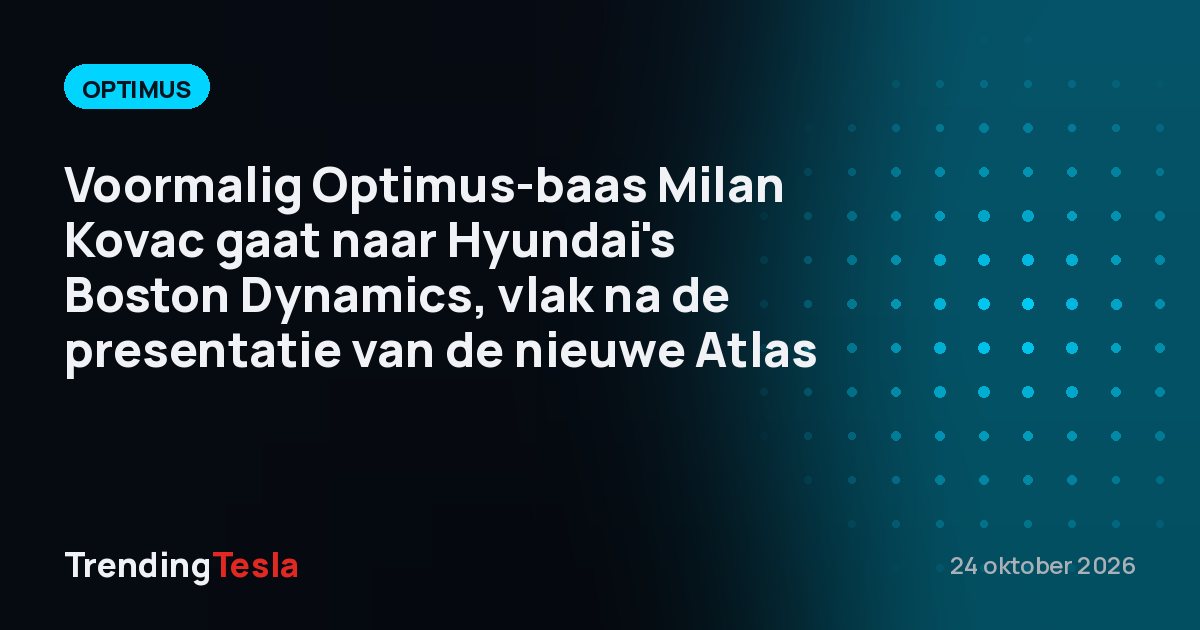 OPTIMUS
Voormalig Optimus-baas Milan
Kovac gaat naar Hyundai's
Boston Dynamics, vlak na de
presentatie van de nieuwe Atlas
TrendingTesla
24 oktober 2026